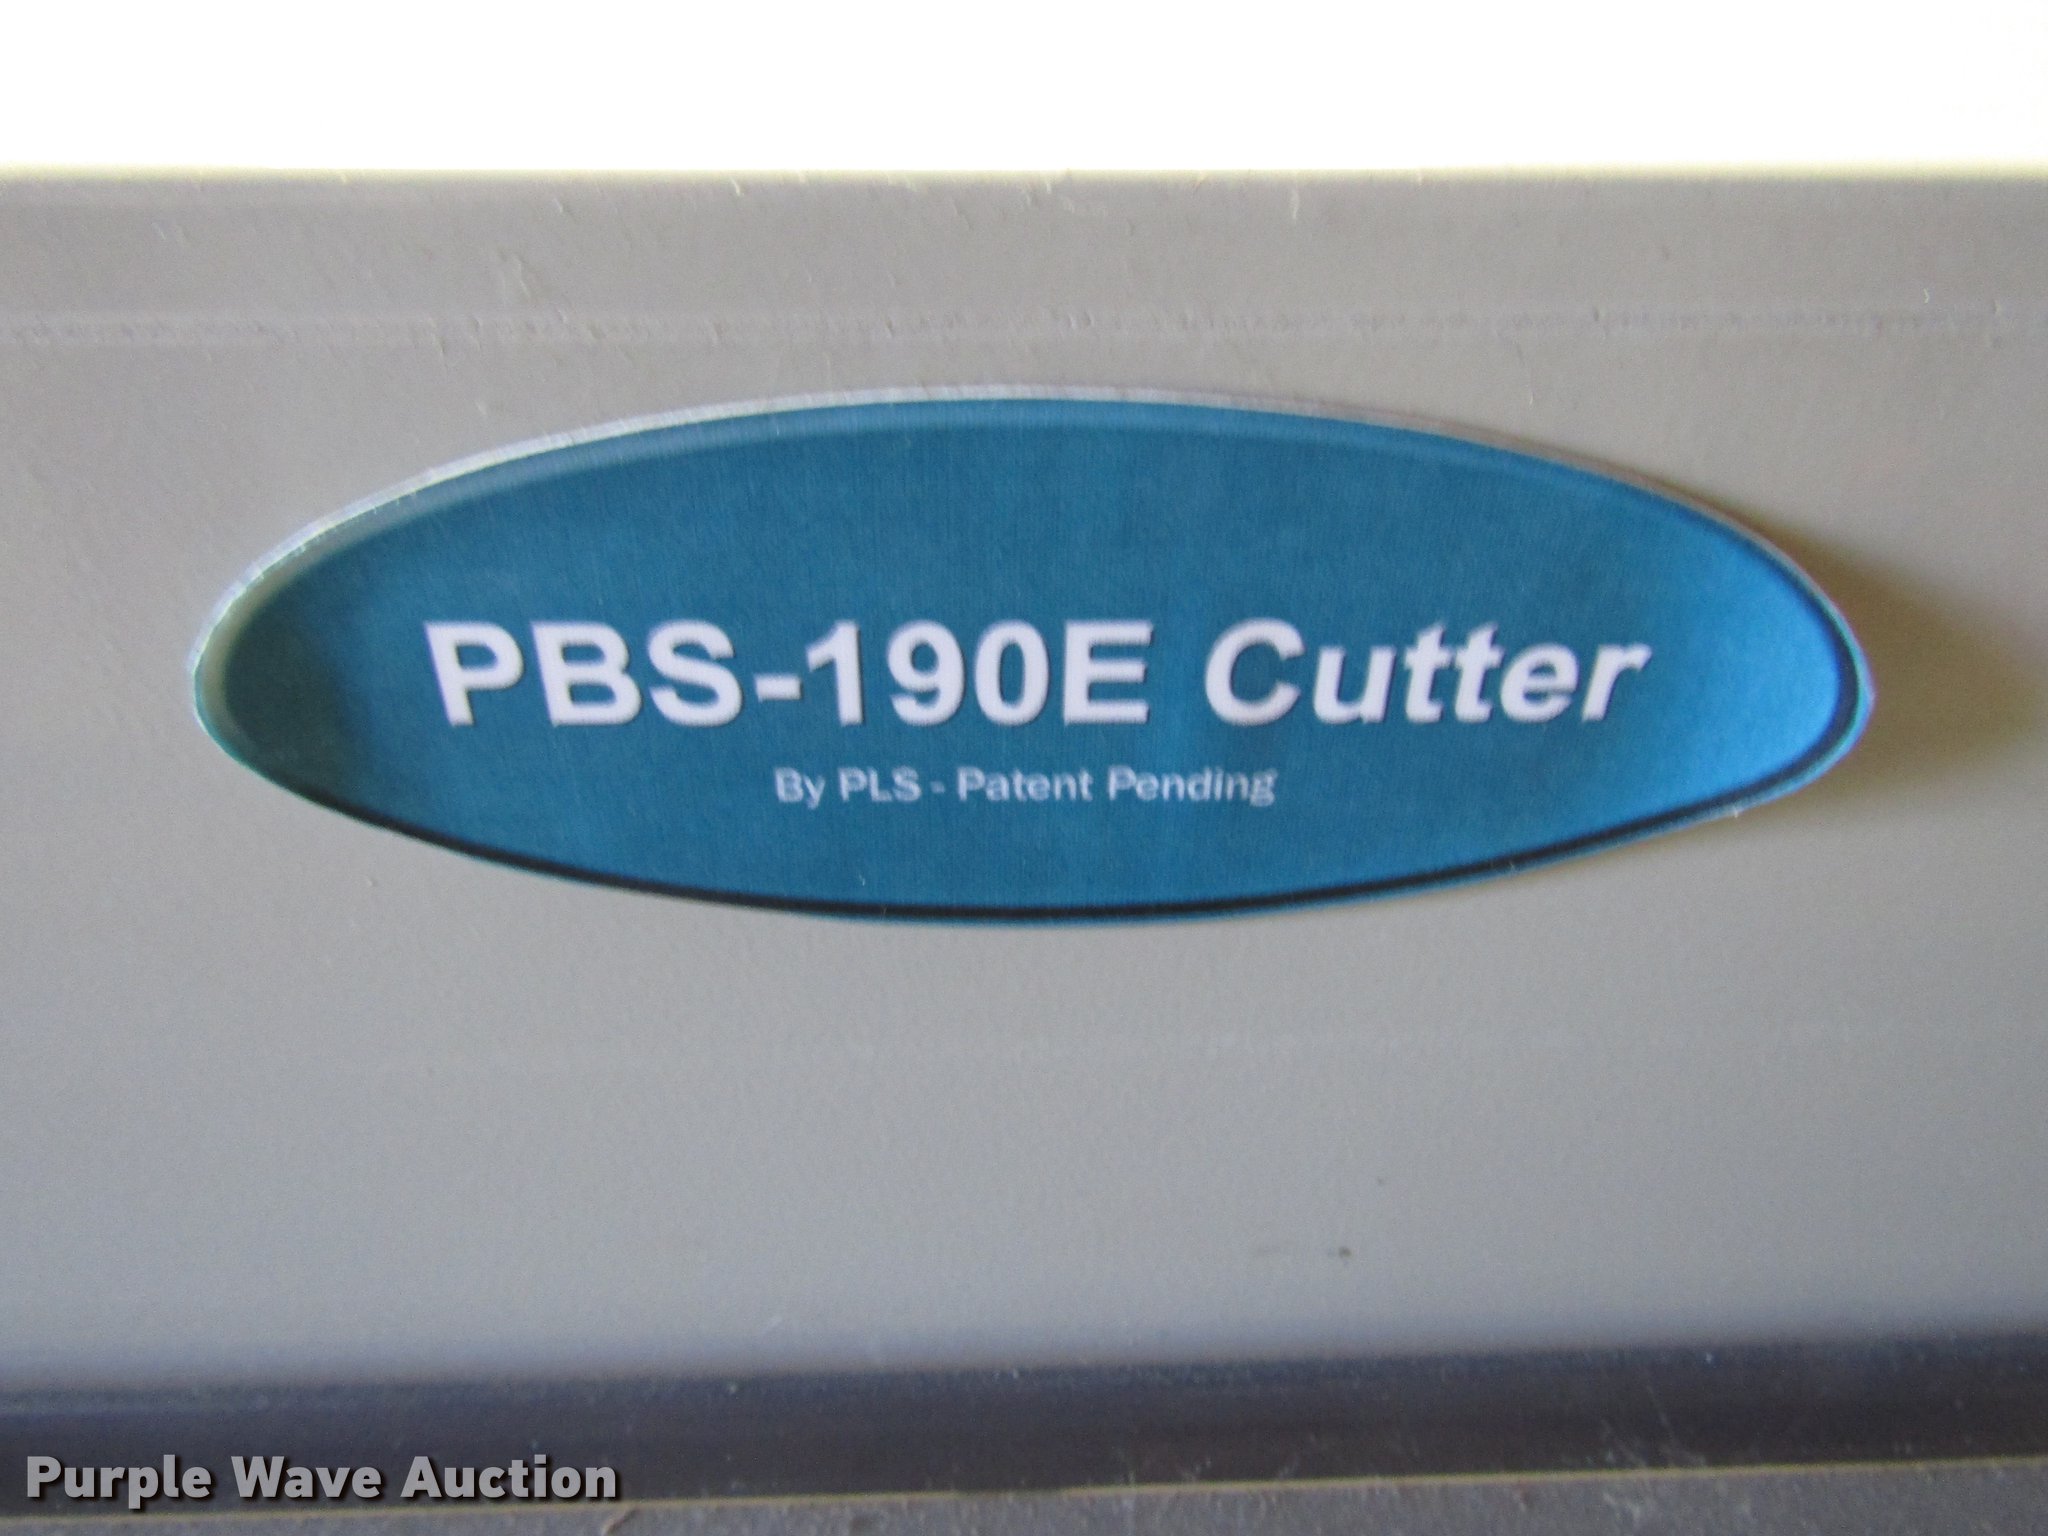 PBS-190E Cutter
By PLS - Patent Pending
Purple Wave Auction